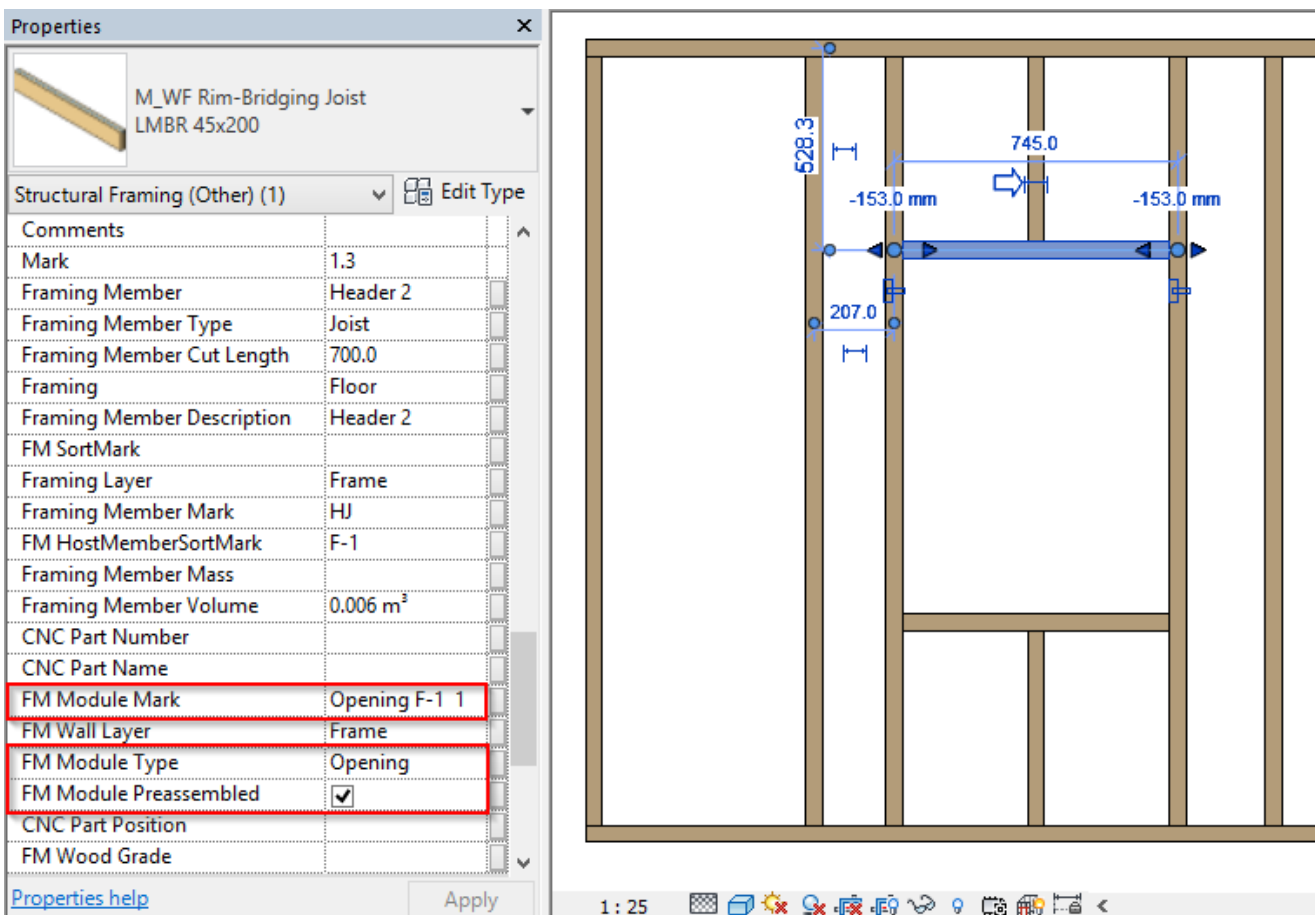 Properties
M_WF Rim-Bridging Joist
LMBR 45x200
Structural Framing (Other) (1) Edit Type
Comments
Mark 1.3
Framing Member Header 2
Framing Member Type Joist
Framing Member Cut Length 700.0
Framing Floor
Framing Member Description Header 2
FM SortMark
Framing Layer Frame
Framing Member Mark HJ
FM HostMemberSortMark F-1
Framing Member Mass
Framing Member Volume 0.006 m³
CNC Part Number
CNC Part Name
FM Module Mark Opening F-1 1
FM Wall Layer Frame
FM Module Type Opening
FM Module Preassembled
CNC Part Position
FM Wood Grade
Properties help Apply
528.3
745.0
-153.0 mm -153.0 mm
207.0
1 : 25